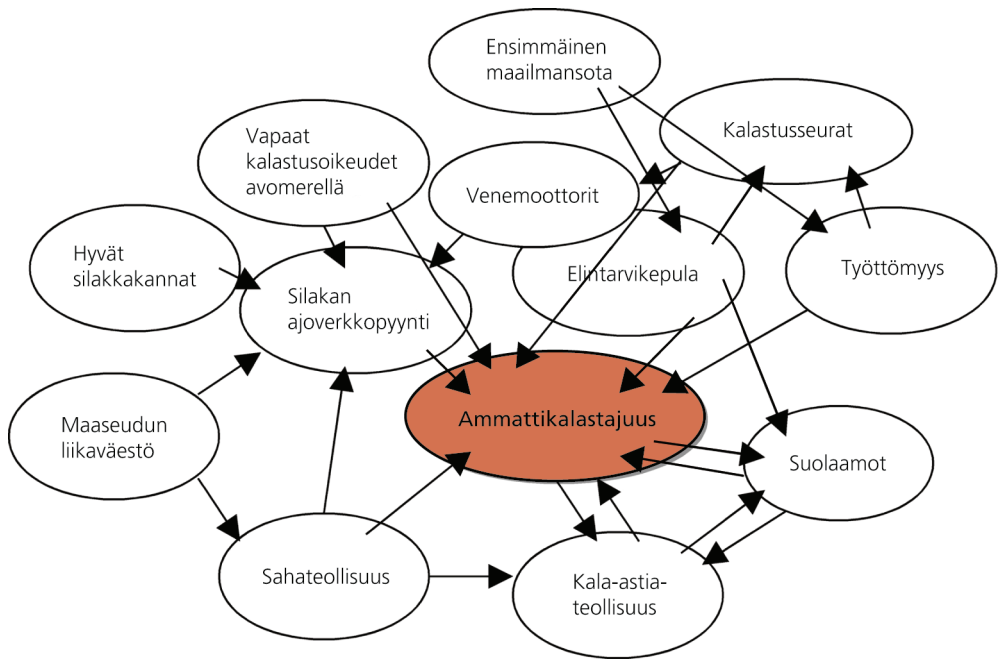 Ensimmäinen
maailmansota
Kalastusseurat
Vapaat
kalastusoikeudet
avomerellä
Venemoottorit
Hyvät
silakkakannat
Elintarvikepula
Työttömyys
Silakan
ajoverkkopyynti
Maaseudun
liikaväestö
Ammattikalastajuus
Suolaamot
Sahateollisuus
Kala-astia-
teollisuus